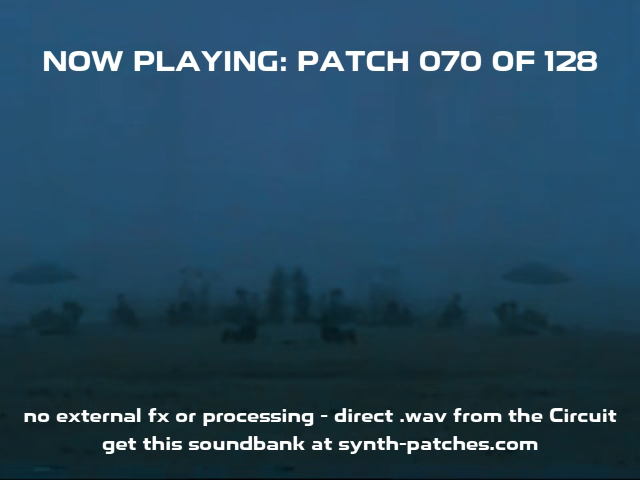 NOW PLAYING: PATCH 070 OF 128
no external fx or processing - direct .wav from the Circuit
get this soundbank at synth-patches.com